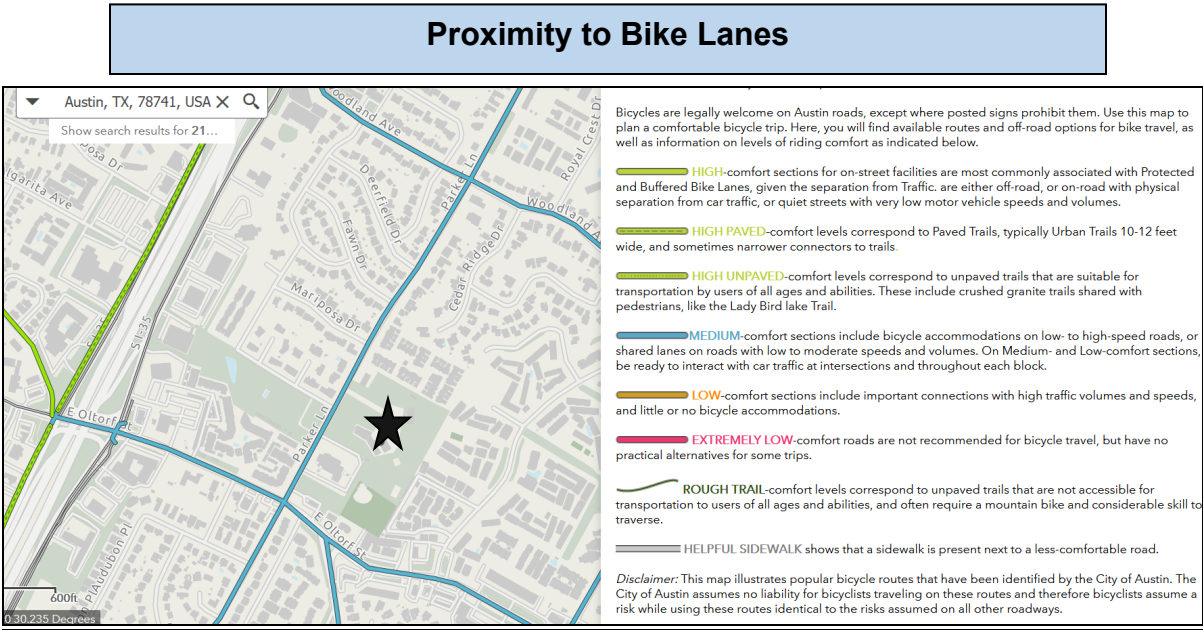 Proximity to Bike Lanes
Austin, TX, 78741, USA
Show search results for 21...
Woodland Ave
Parker Ln
Royal Crest Dr
Deerfield Dr
Woodland A
Fawn Dr
Cedar Ridge Dr
Mariposa Dr
S I-35
S I-35
E Oltorf St
Parker Ln
E Oltorf St
Audubon Pl
600ft
0:30.235 Degrees
Bicycles are legally welcome on Austin roads, except where posted signs prohibit them. Use this map to
plan a comfortable bicycle trip. Here, you will find available routes and off-road options for bike travel, as
well as information on levels of riding comfort as indicated below.
HIGH-comfort sections for on-street facilities are most commonly associated with Protected
and Buffered Bike Lanes, given the separation from Traffic. are either off-road, or on-road with physical
separation from car traffic, or quiet streets with very low motor vehicle speeds and volumes.
HIGH PAVED-comfort levels correspond to Paved Trails, typically Urban Trails 10-12 feet
wide, and sometimes narrower connectors to trails.
HIGH UNPAVED-comfort levels correspond to unpaved trails that are suitable for
transportation by users of all ages and abilities. These include crushed granite trails shared with
pedestrians, like the Lady Bird lake Trail.
MEDIUM-comfort sections include bicycle accommodations on low- to high-speed roads, or
shared lanes on roads with low to moderate speeds and volumes. On Medium- and Low-comfort sections,
be ready to interact with car traffic at intersections and throughout each block.
LOW-comfort sections include important connections with high traffic volumes and speeds,
and little or no bicycle accommodations.
EXTREMELY LOW-comfort roads are not recommended for bicycle travel, but have no
practical alternatives for some trips.
ROUGH TRAIL-comfort levels correspond to unpaved trails that are not accessible for
transportation to users of all ages and abilities, and often require a mountain bike and considerable skill to
traverse.
HELPFUL SIDEWALK shows that a sidewalk is present next to a less-comfortable road.
Disclaimer: This map illustrates popular bicycle routes that have been identified by the City of Austin. The
City of Austin assumes no liability for bicyclists traveling on these routes and therefore bicyclists assume a
risk while using these routes identical to the risks assumed on all other roadways.